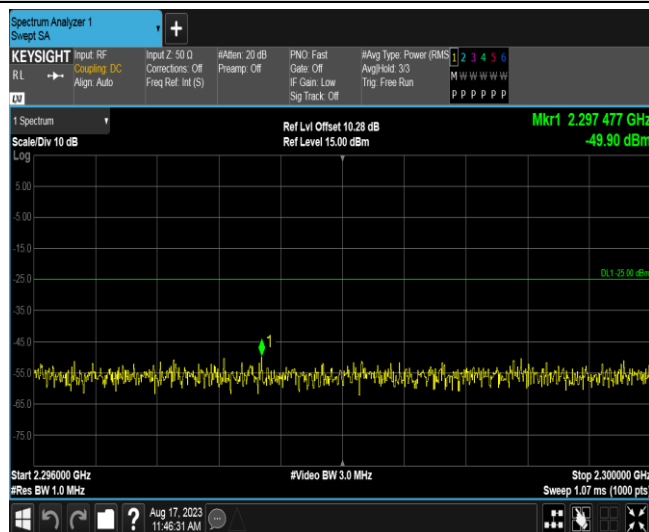 Spectrum Analyzer 1
Swept SA
+
KEYSIGHT
RL
LXI
Input: RF
Coupling: DC
Align: Auto
Input Z: 50 Ω
Corrections: Off
Freq Ref: Int (S)
#Atten: 20 dB
Preamp: Off
PNO: Fast
Gate: Off
IF Gain: Low
Sig Track: Off
#Avg Type: Power (RMS
Avg|Hold: 3/3
Trig: Free Run
1 2 3 4 5 6
M W W W W W
P P P P P P
1 Spectrum
Scale/Div 10 dB
Log
Ref Lvl Offset 10.28 dB
Ref Level 15.00 dBm
Mkr1 2.297 477 GHz
-49.90 dBm
5.00
-5.00
-15.0
-25.0
DL1 -25.00 dBm
-35.0
-45.0
1
-55.0
-65.0
-75.0
Start 2.296000 GHz
#Res BW 1.0 MHz
#Video BW 3.0 MHz
Stop 2.300000 GHz
Sweep 1.07 ms (1000 pts)
?
Aug 17, 2023
11:46:31 AM